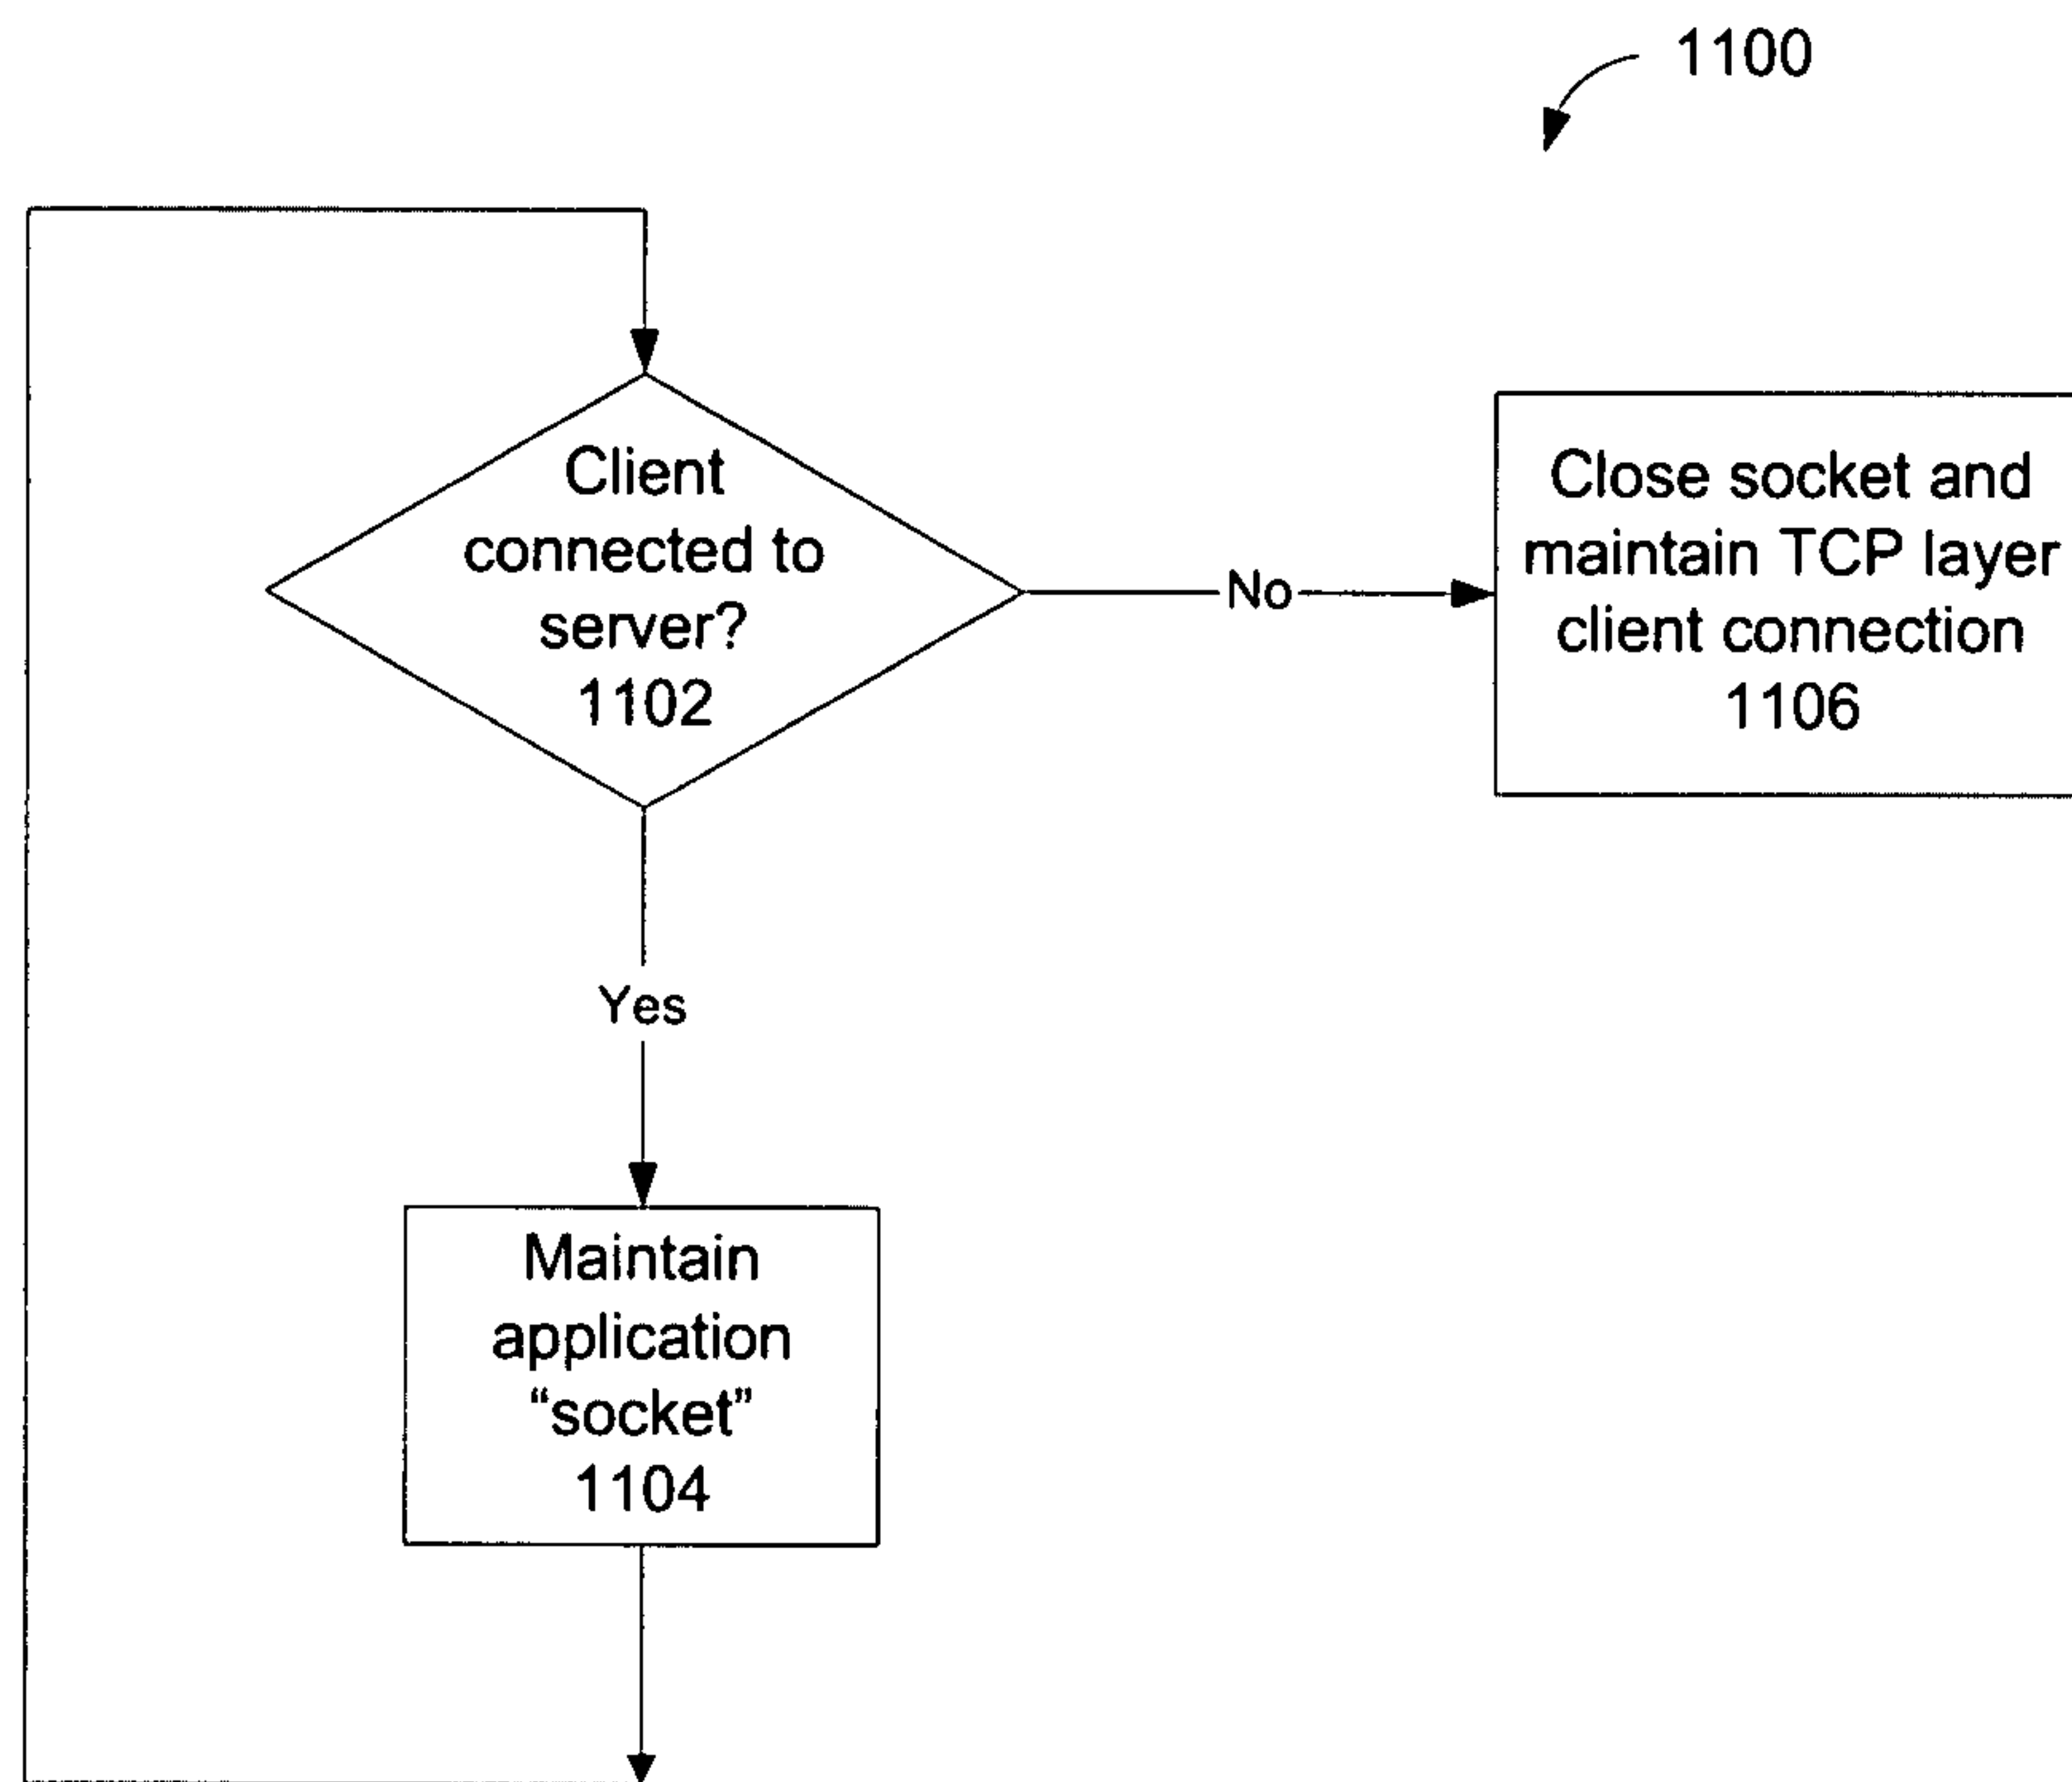 1100
Client
connected to
server?
1102
No
Close socket and
maintain TCP layer
client connection
1106
Yes
Maintain
application
“socket”
1104